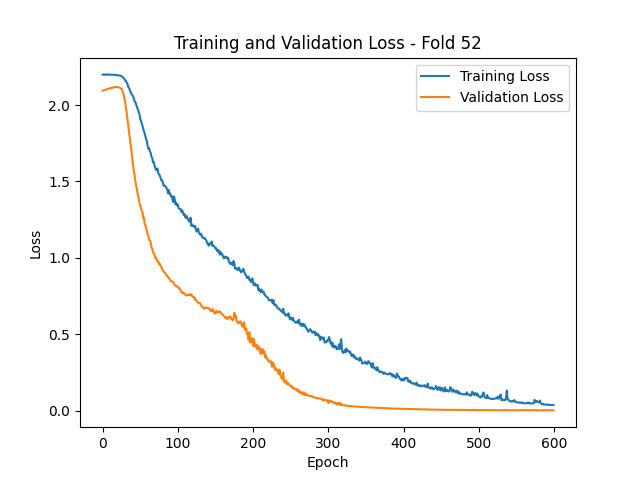 Training and Validation Loss - Fold 52
Training Loss
Validation Loss
Loss
2.0
1.5
1.0
0.5
0.0
0 100 200 300 400 500 600
Epoch